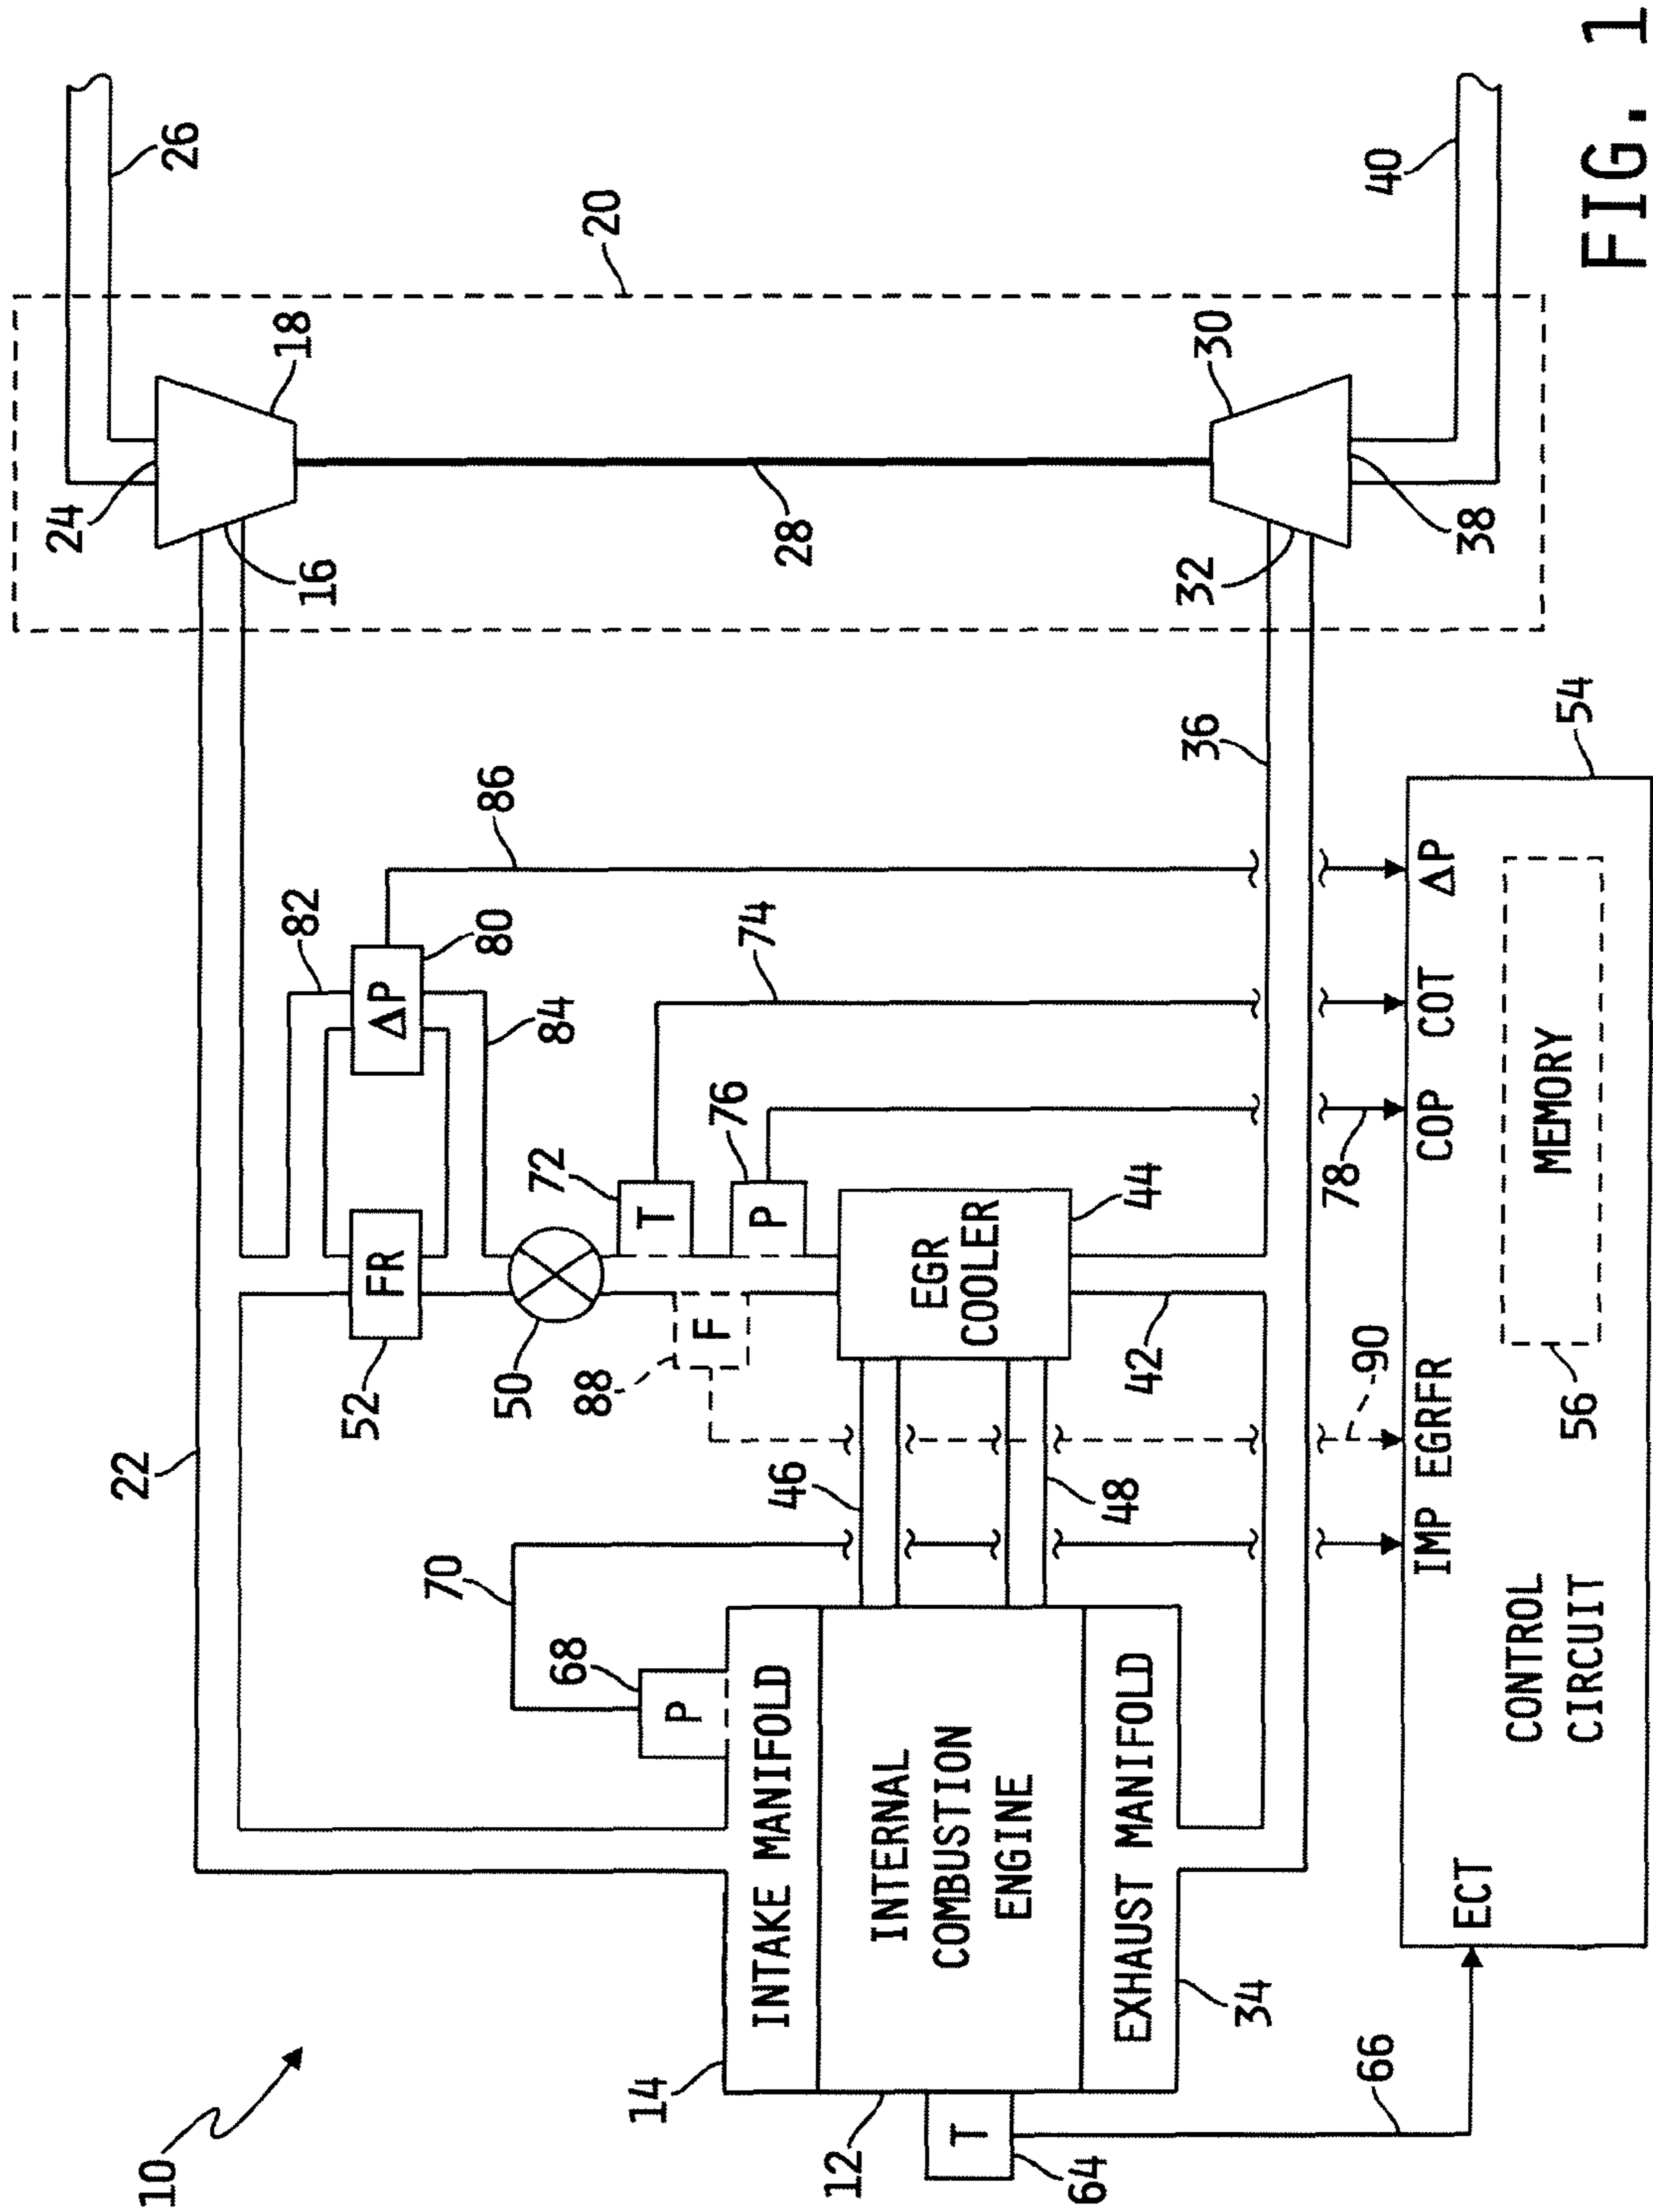 10
22
24
26
18
16
20
28
30
32
38
40
36
82
ΔP
80
84
86
FR
52
50
T
72
74
P
76
78
F
88
90
EGR
COOLER
44
42
46
48
P
68
70
14
INTAKE MANIFOLD
INTERNAL
COMBUSTION
ENGINE
EXHAUST MANIFOLD
12
34
T
64
66
ECT
IMP EGRFR COP COT ΔP
CONTROL
CIRCUIT
MEMORY
56
54
FIG. 1